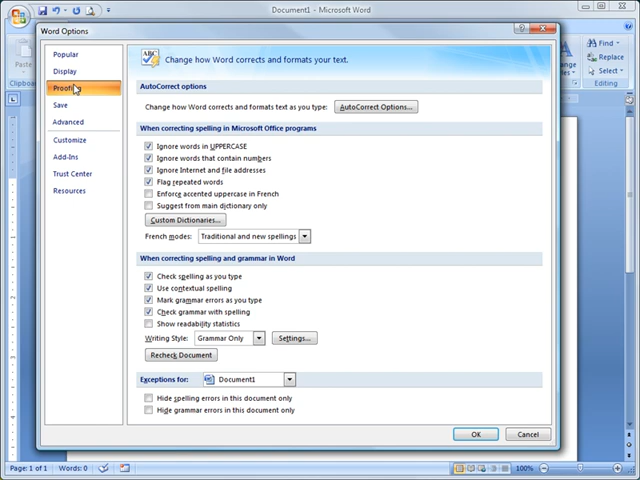 Document1 - Microsoft Word
Word Options
Popular
Display
Proofing
Save
Advanced
Customize
Add-Ins
Trust Center
Resources
ABC
Change how Word corrects and formats your text.
AutoCorrect options
Change how Word corrects and formats text as you type: AutoCorrect Options...
When correcting spelling in Microsoft Office programs
Ignore words in UPPERCASE
Ignore words that contain numbers
Ignore Internet and file addresses
Flag repeated words
Enforce accented uppercase in French
Suggest from main dictionary only
Custom Dictionaries...
French modes: Traditional and new spellings
When correcting spelling and grammar in Word
Check spelling as you type
Use contextual spelling
Mark grammar errors as you type
Check grammar with spelling
Show readability statistics
Writing Style: Grammar Only Settings...
Recheck Document
Exceptions for: Document1
Hide spelling errors in this document only
Hide grammar errors in this document only
OK Cancel
Paste
Clipboard
Find
Replace
Select
Editing
Page: 1 of 1 Words: 0 100%